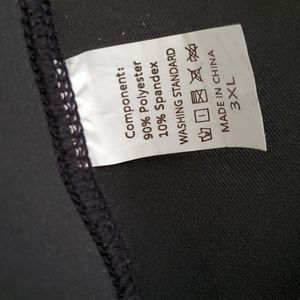 Component:
90% Polyester
10% Spandex
WASHING STANDARD
MADE IN CHINA
3XL